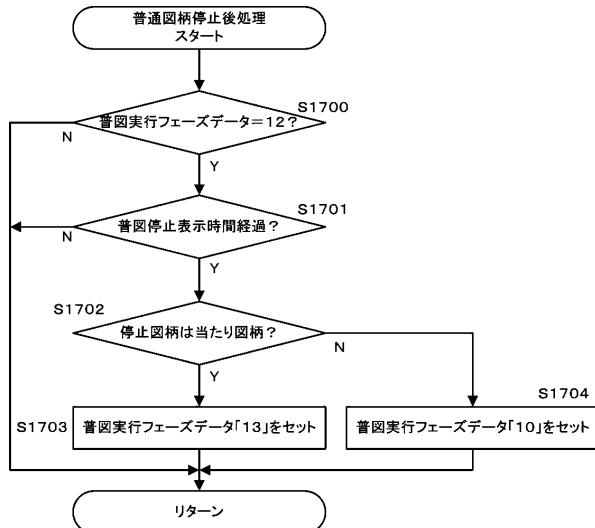 普通図柄停止後処理
スタート
S1700
普図実行フェーズデータ=12?
N
Y
S1701
普図停止表示時間経過?
N
Y
S1702
停止図柄は当たり図柄?
N
Y
S1704
S1703
普図実行フェーズデータ「13」をセット
普図実行フェーズデータ「10」をセット
リターン